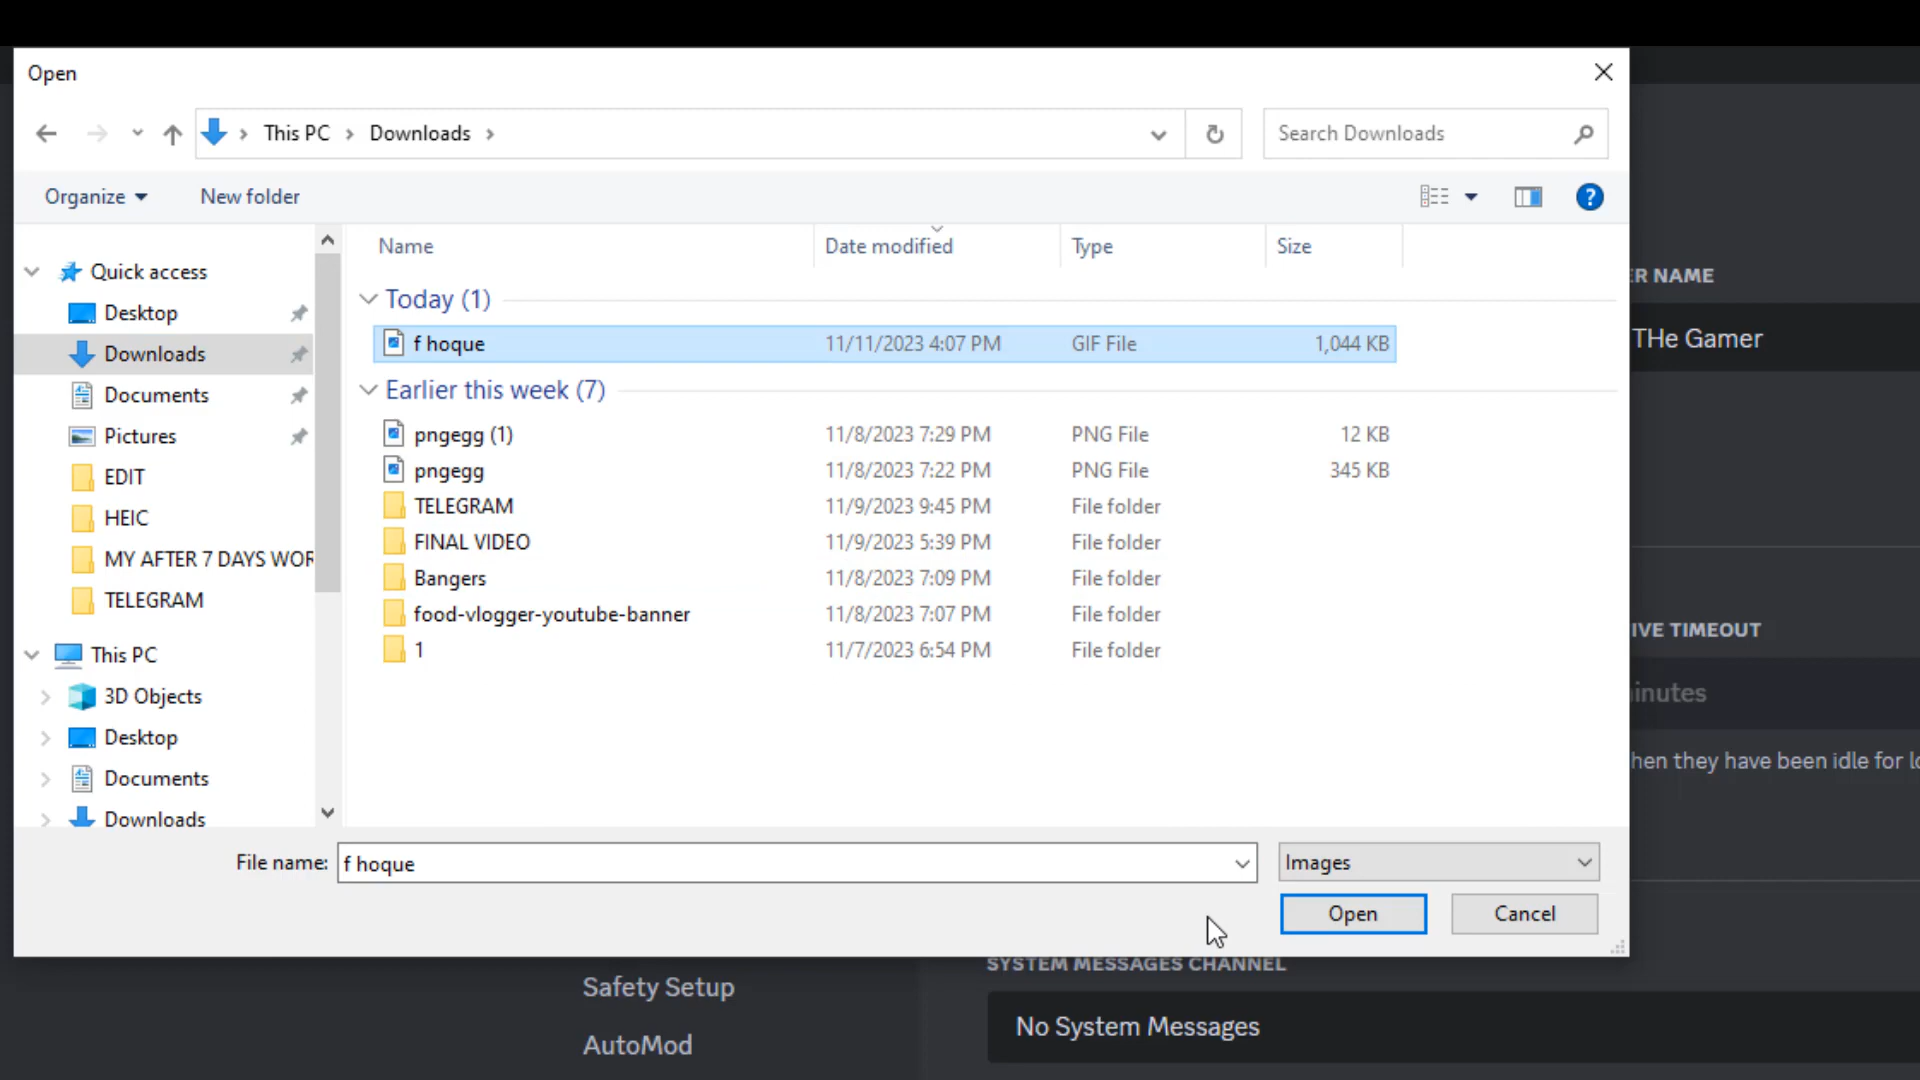 Open
This PC > Downloads >
Search Downloads
Organize
New folder
?
Name
Date modified
Type
Size
Quick access
Desktop
Downloads
Documents
Pictures
EDIT
HEIC
MY AFTER 7 DAYS WOR
TELEGRAM
This PC
3D Objects
Desktop
Documents
Downloads
Today (1)
f hoque 11/11/2023 4:07 PM GIF File 1,044 KB
Earlier this week (7)
pngegg (1) 11/8/2023 7:29 PM PNG File 12 KB
pngegg 11/8/2023 7:22 PM PNG File 345 KB
TELEGRAM 11/9/2023 9:45 PM File folder
FINAL VIDEO 11/9/2023 5:39 PM File folder
Bangers 11/8/2023 7:09 PM File folder
food-vlogger-youtube-banner 11/8/2023 7:07 PM File folder
1 11/7/2023 6:54 PM File folder
File name: f hoque
Images
Open
Cancel
ER NAME
THe Gamer
IVE TIMEOUT
inutes
hen they have been idle for lo
SYSTEM MESSAGES CHANNEL
No System Messages
Safety Setup
AutoMod